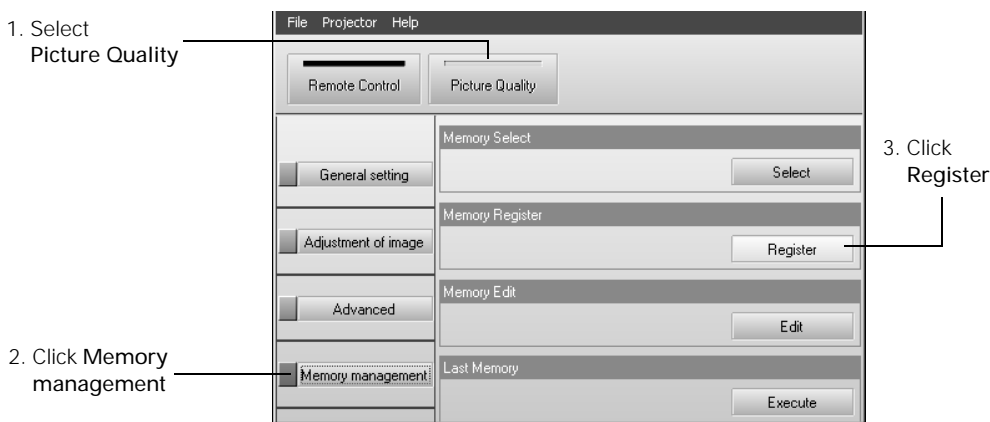 1. Select
Picture Quality
File Projector Help
Remote Control
Picture Quality
General setting
Adjustment of image
Advanced
2. Click Memory
management
Memory management
Memory Select
Select
Memory Register
Register
Memory Edit
Edit
Last Memory
Execute
3. Click
Register